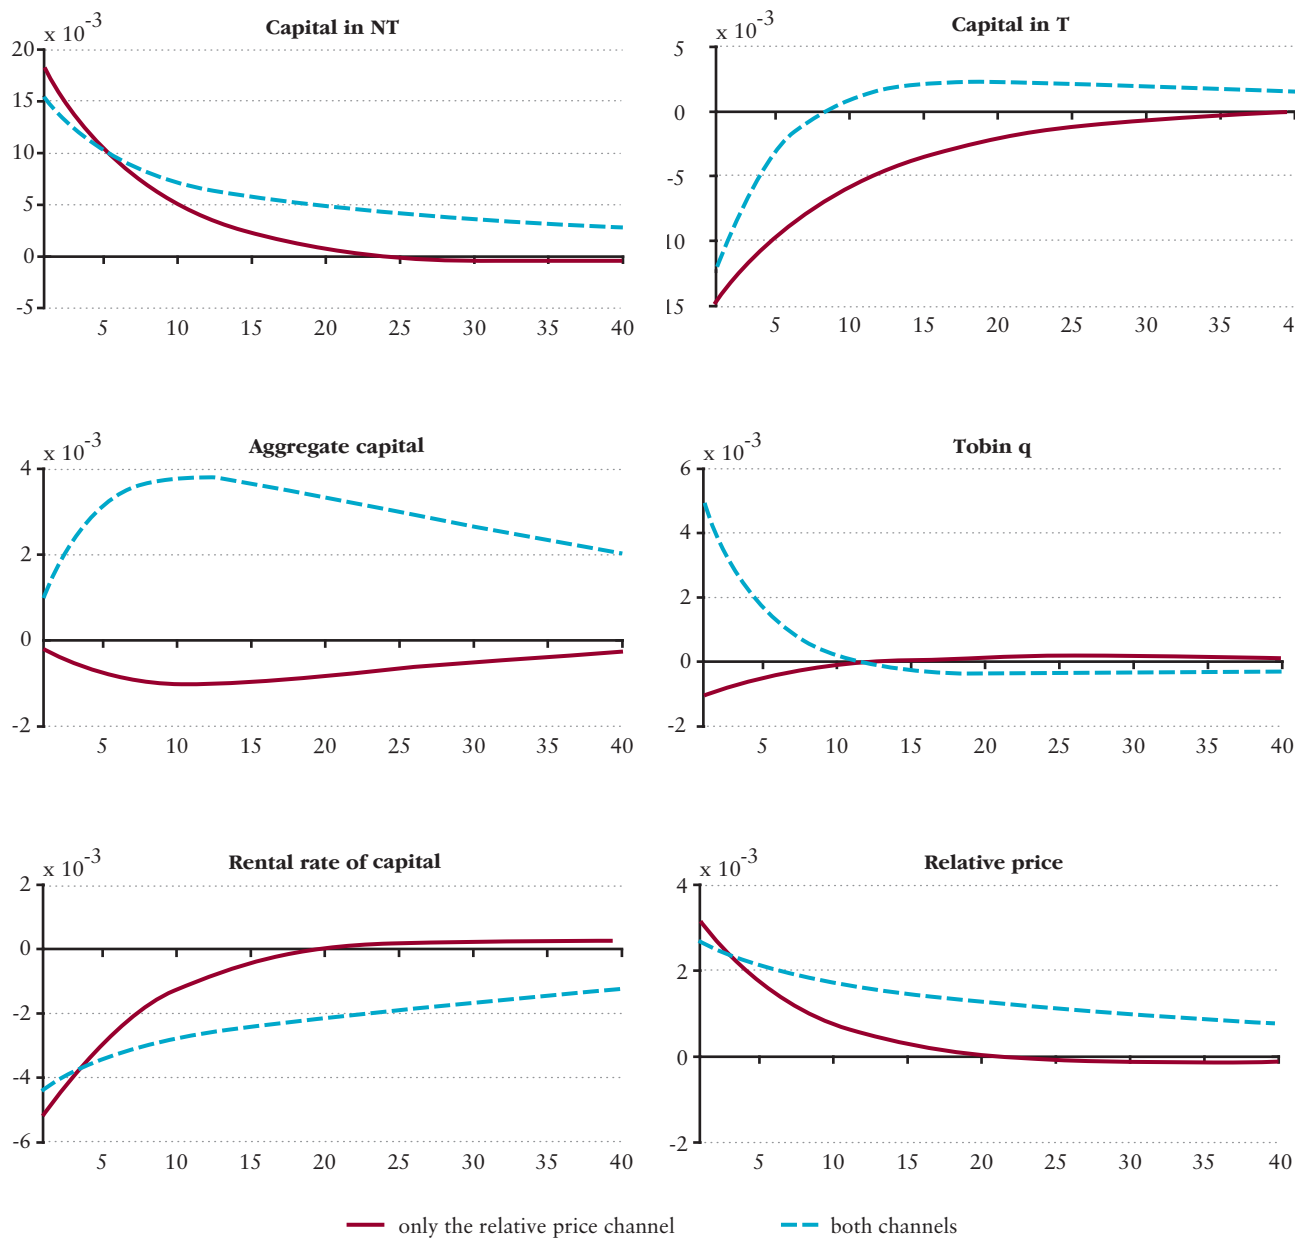 x 10-3
Capital in NT
20
15
10
5
0
-5
5 10 15 20 25 30 35 40
x 10-3
Capital in T
5
0
-5
10
15
5 10 15 20 25 30 35 4
x 10-3
Aggregate capital
4
2
0
-2
5 10 15 20 25 30 35 40
x 10-3
Tobin q
6
4
2
0
-2
5 10 15 20 25 30 35 40
x 10-3
Rental rate of capital
2
0
-2
-4
-6
5 10 15 20 25 30 35 40
x 10-3
Relative price
4
2
0
-2
5 10 15 20 25 30 35 40
only the relative price channel both channels